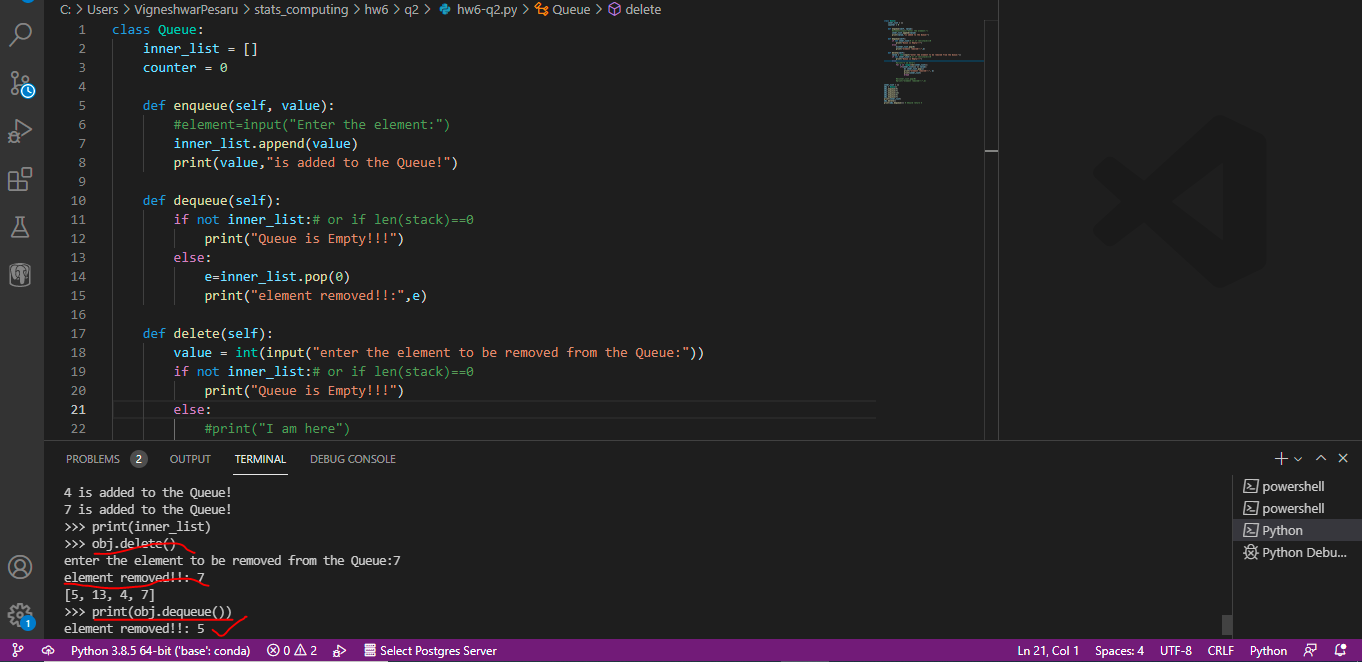 C: > Users > VigneshwarPesaru > stats_computing > hw6 > q2 > hw6-q2.py > Queue > delete
1 class Queue:
2 inner_list = []
3 counter = 0
4
5 def enqueue(self, value):
6 #element=input("Enter the element:")
7 inner_list.append(value)
8 print(value,"is added to the Queue!")
9
10 def dequeue(self):
11 if not inner_list:# or if len(stack)==0
12 print("Queue is Empty!!!")
13 else:
14 e=inner_list.pop(0)
15 print("element removed!!:",e)
16
17 def delete(self):
18 value = int(input("enter the element to be removed from the Queue:"))
19 if not inner_list:# or if len(stack)==0
20 print("Queue is Empty!!!")
21 else:
22 #print("I am here")
PROBLEMS 2 OUTPUT TERMINAL DEBUG CONSOLE
4 is added to the Queue!
7 is added to the Queue!
>>> print(inner_list)
>>> obj.delete()
enter the element to be removed from the Queue:7
element removed!!: 7
[5, 13, 4, 7]
>>> print(obj.dequeue())
element removed!!: 5
powershell
powershell
Python
Python Debu...
1
Python 3.8.5 64-bit ('base': conda) 0 2 Select Postgres Server Ln 21, Col 1 Spaces: 4 UTF-8 CRLF Python